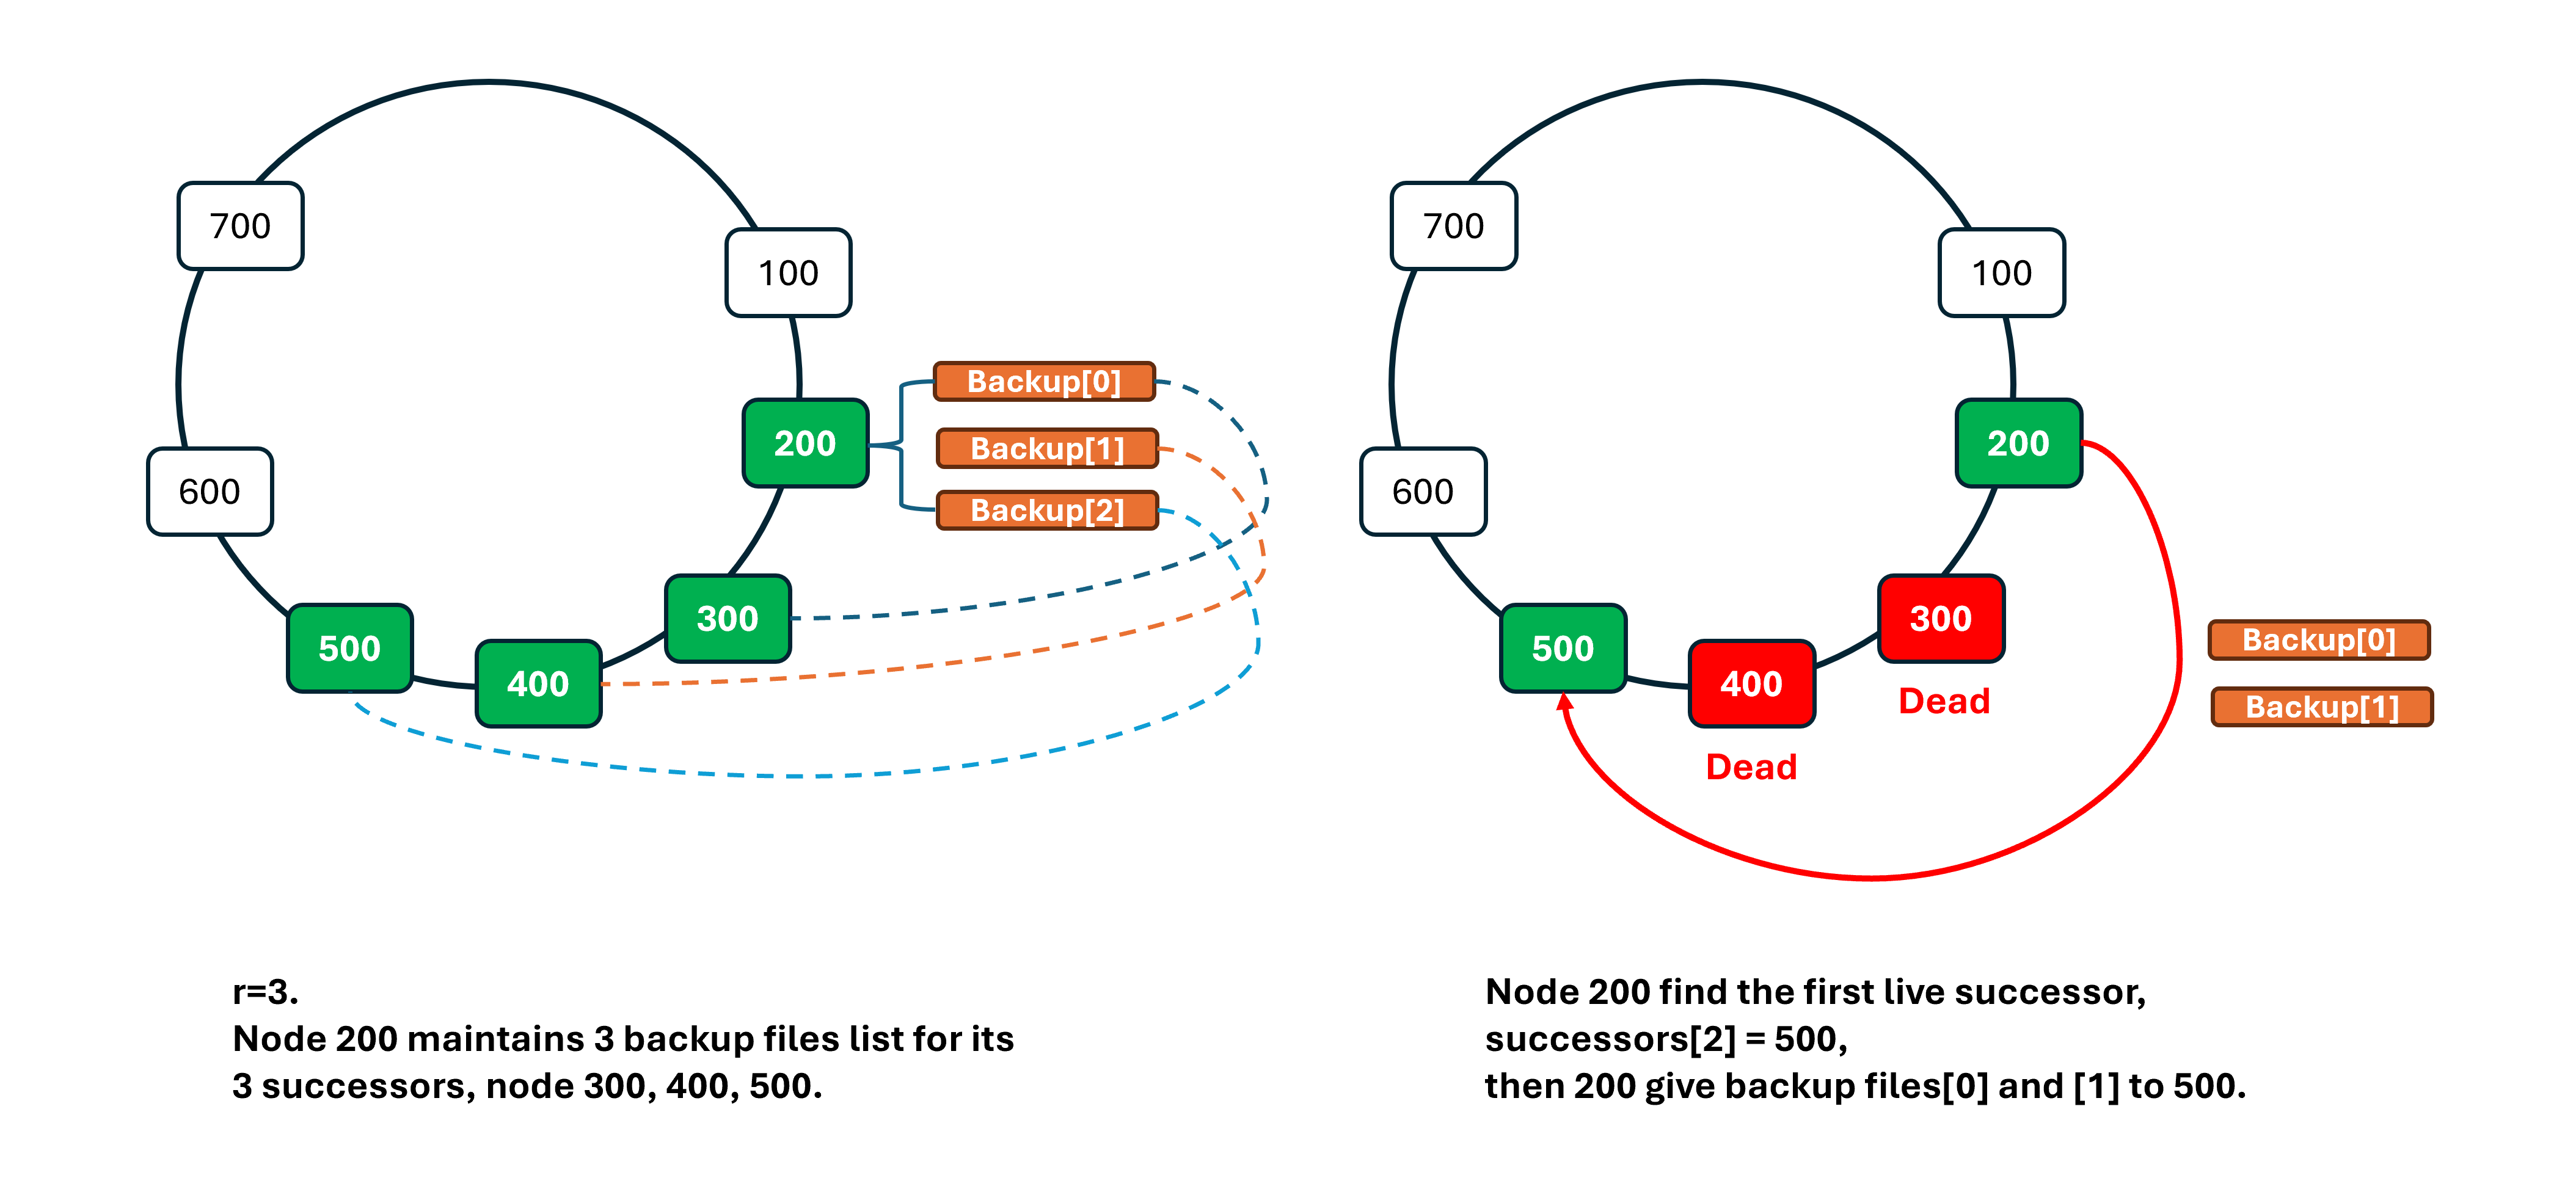 700
100
Backup[0]
200
Backup[1]
600
Backup[2]
300
500
400
r=3.
Node 200 maintains 3 backup files list for its
3 successors, node 300, 400, 500.
700
100
200
600
300
Backup[0]
500
400
Dead
Backup[1]
Dead
Node 200 find the first live successor,
successors[2] = 500,
then 200 give backup files[0] and [1] to 500.